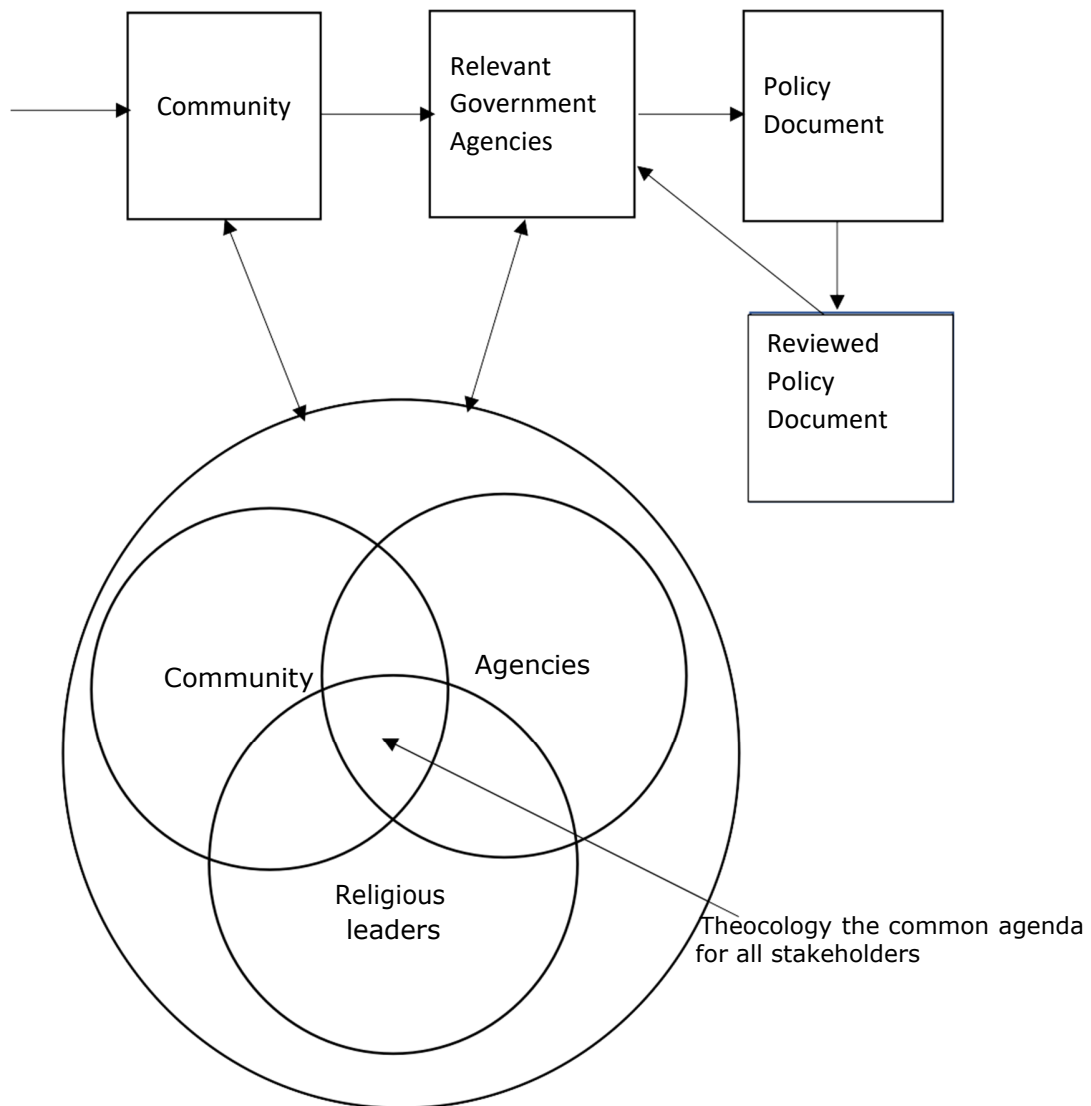 Community
Relevant
Government
Agencies
Policy
Document
Reviewed
Policy
Document
Community
Agencies
Religious
leaders
Theocology the common agenda
for all stakeholders